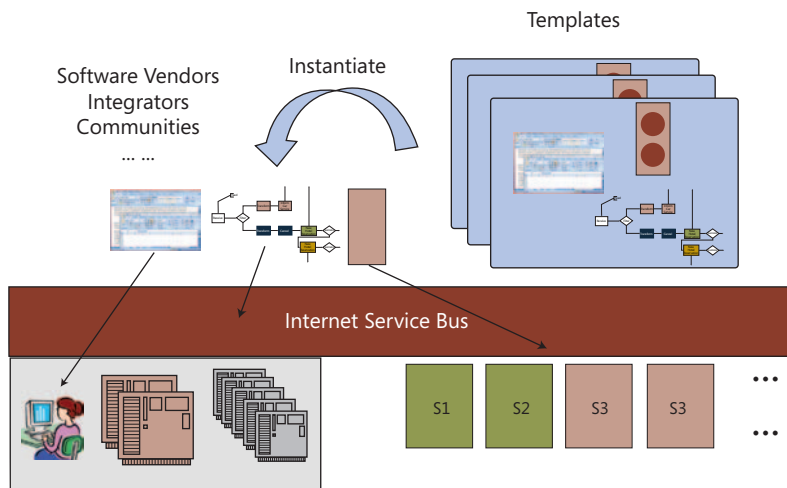 Templates
Software Vendors
Integrators
Communities
... ...
Instantiate
Internet Service Bus
S1
S2
S3
S3
...
...